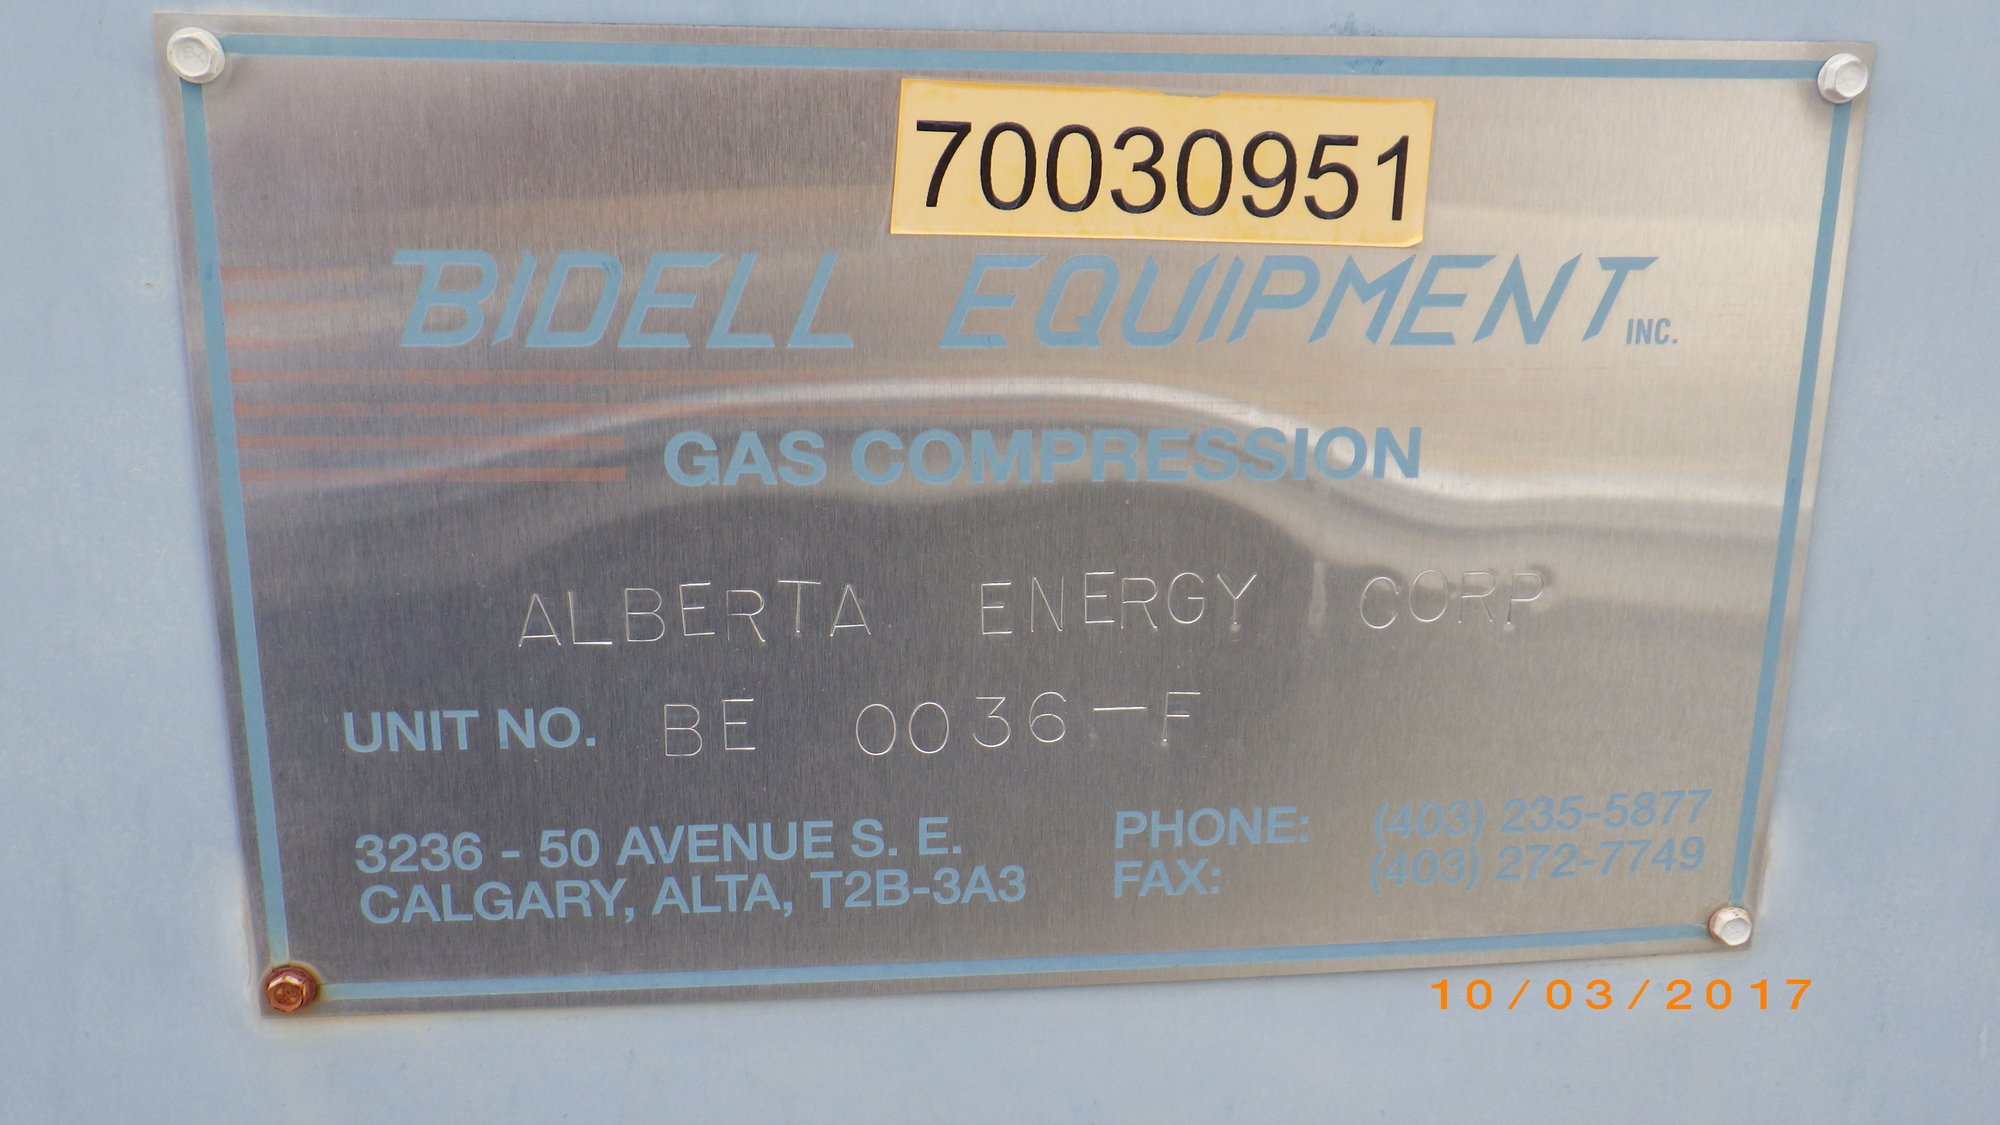 70030951
BIDELL EQUIPMENT INC.
GAS COMPRESSION
ALBERTA ENERGY CORP
UNIT NO. BE 0036-F
3236 - 50 AVENUE S. E. PHONE: (403) 235-5877
CALGARY, ALTA, T2B-3A3 FAX: (403) 272-7749
10/03/2017